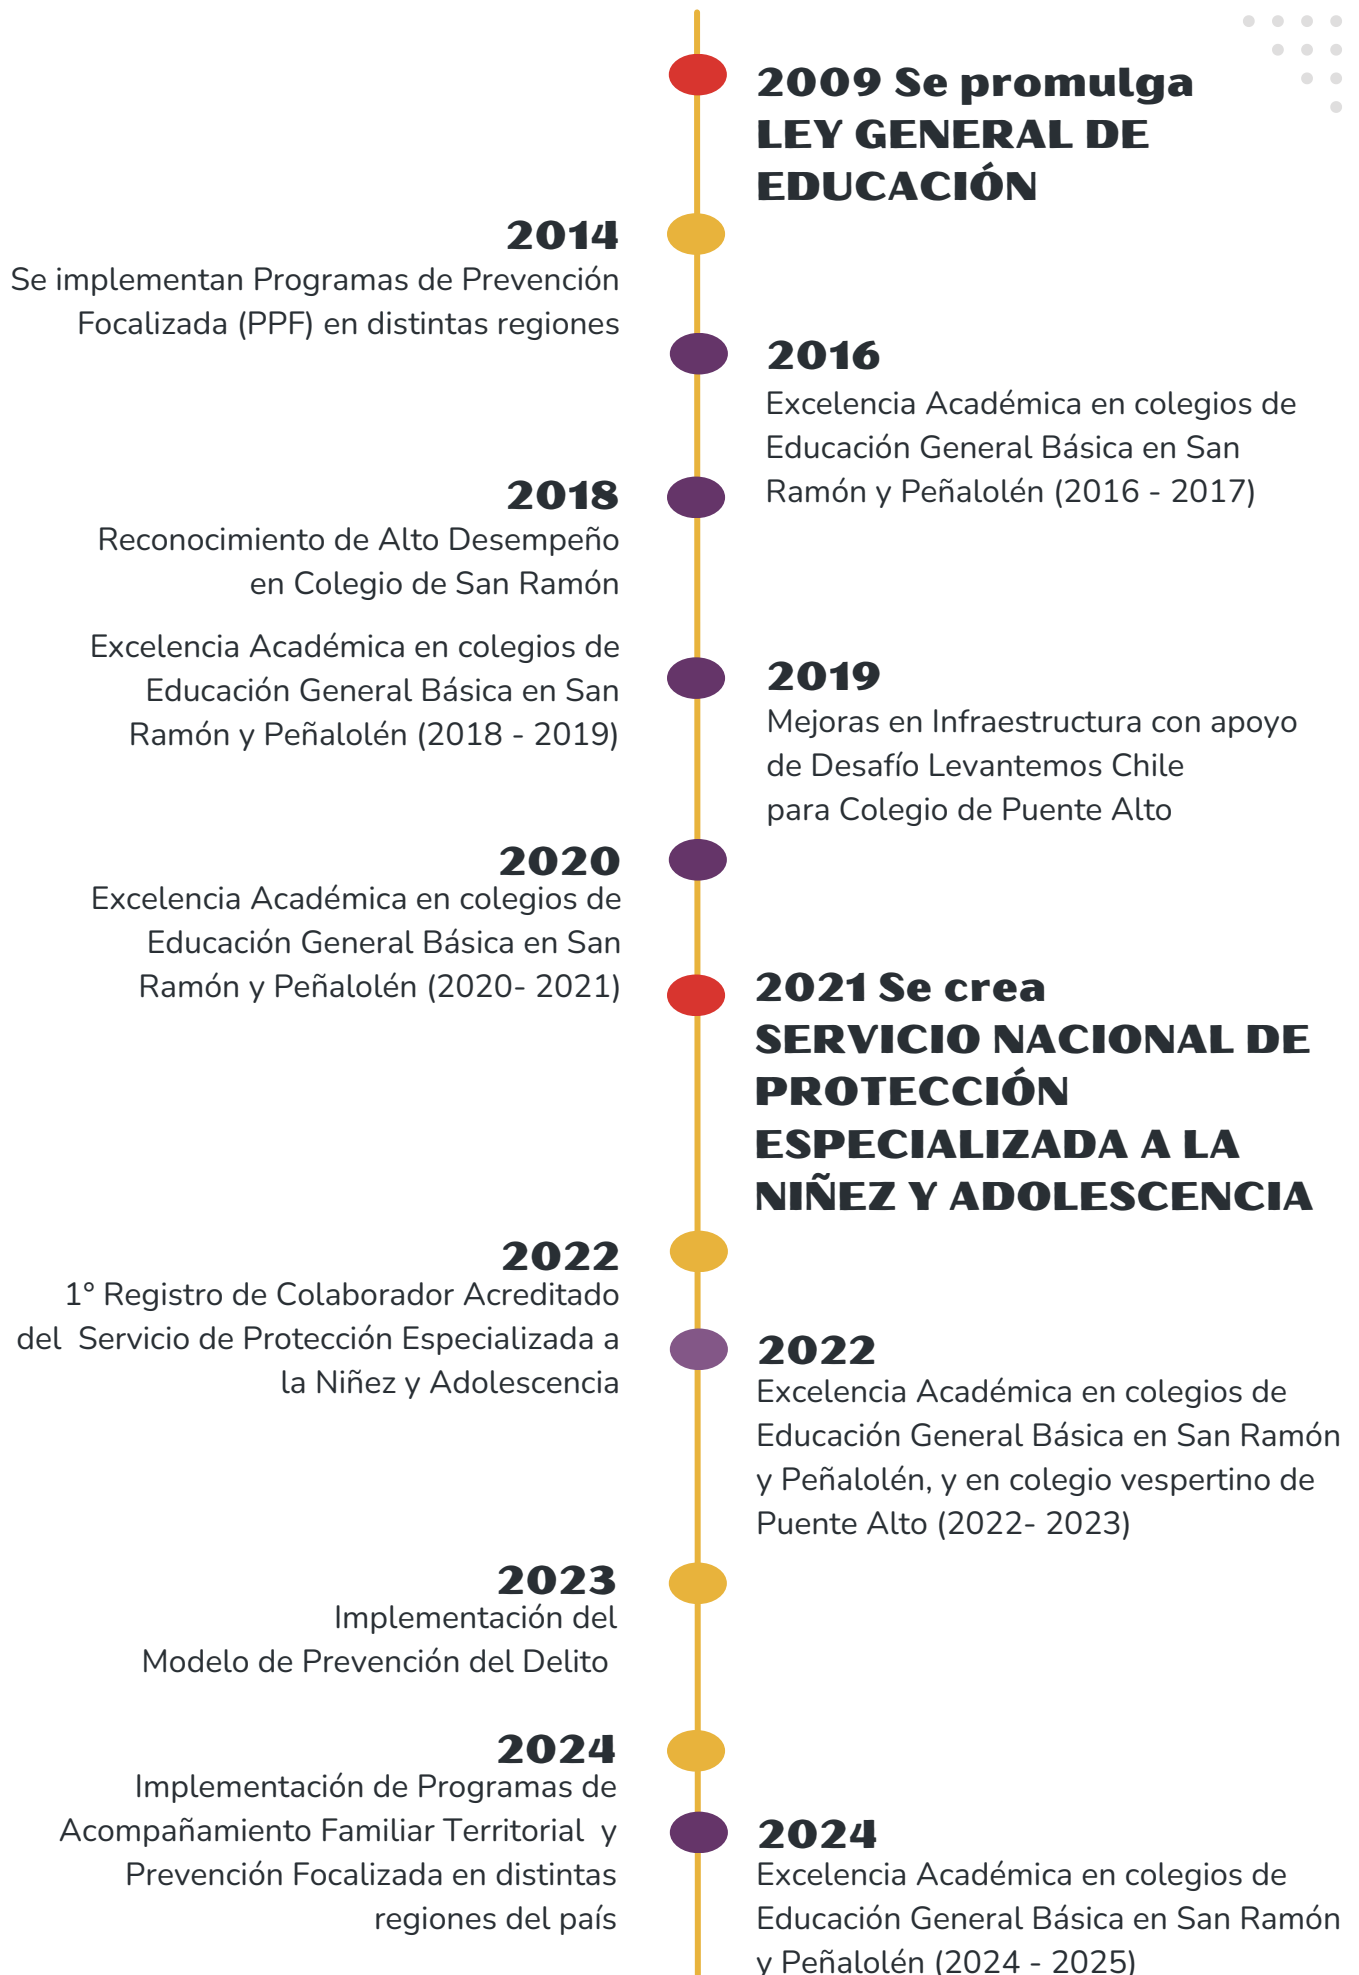 2009 Se promulga
LEY GENERAL DE
EDUCACIÓN
2014
Se implementan Programas de Prevención
Focalizada (PPF) en distintas regiones
2016
Excelencia Académica en colegios de
Educación General Básica en San
Ramón y Peñalolén (2016 - 2017)
2018
Reconocimiento de Alto Desempeño
en Colegio de San Ramón
Excelencia Académica en colegios de
Educación General Básica en San
Ramón y Peñalolén (2018 - 2019)
2019
Mejoras en Infraestructura con apoyo
de Desafío Levantemos Chile
para Colegio de Puente Alto
2020
Excelencia Académica en colegios de
Educación General Básica en San
Ramón y Peñalolén (2020- 2021)
2021 Se crea
SERVICIO NACIONAL DE
PROTECCIÓN
ESPECIALIZADA A LA
NIÑEZ Y ADOLESCENCIA
2022
1° Registro de Colaborador Acreditado
del  Servicio de Protección Especializada a
la Niñez y Adolescencia
2022
Excelencia Académica en colegios de
Educación General Básica en San Ramón
y Peñalolén, y en colegio vespertino de
Puente Alto (2022- 2023)
2023
Implementación del
Modelo de Prevención del Delito
2024
Implementación de Programas de
Acompañamiento Familiar Territorial  y
Prevención Focalizada en distintas
regiones del país
2024
Excelencia Académica en colegios de
Educación General Básica en San Ramón
y Peñalolén (2024 - 2025)